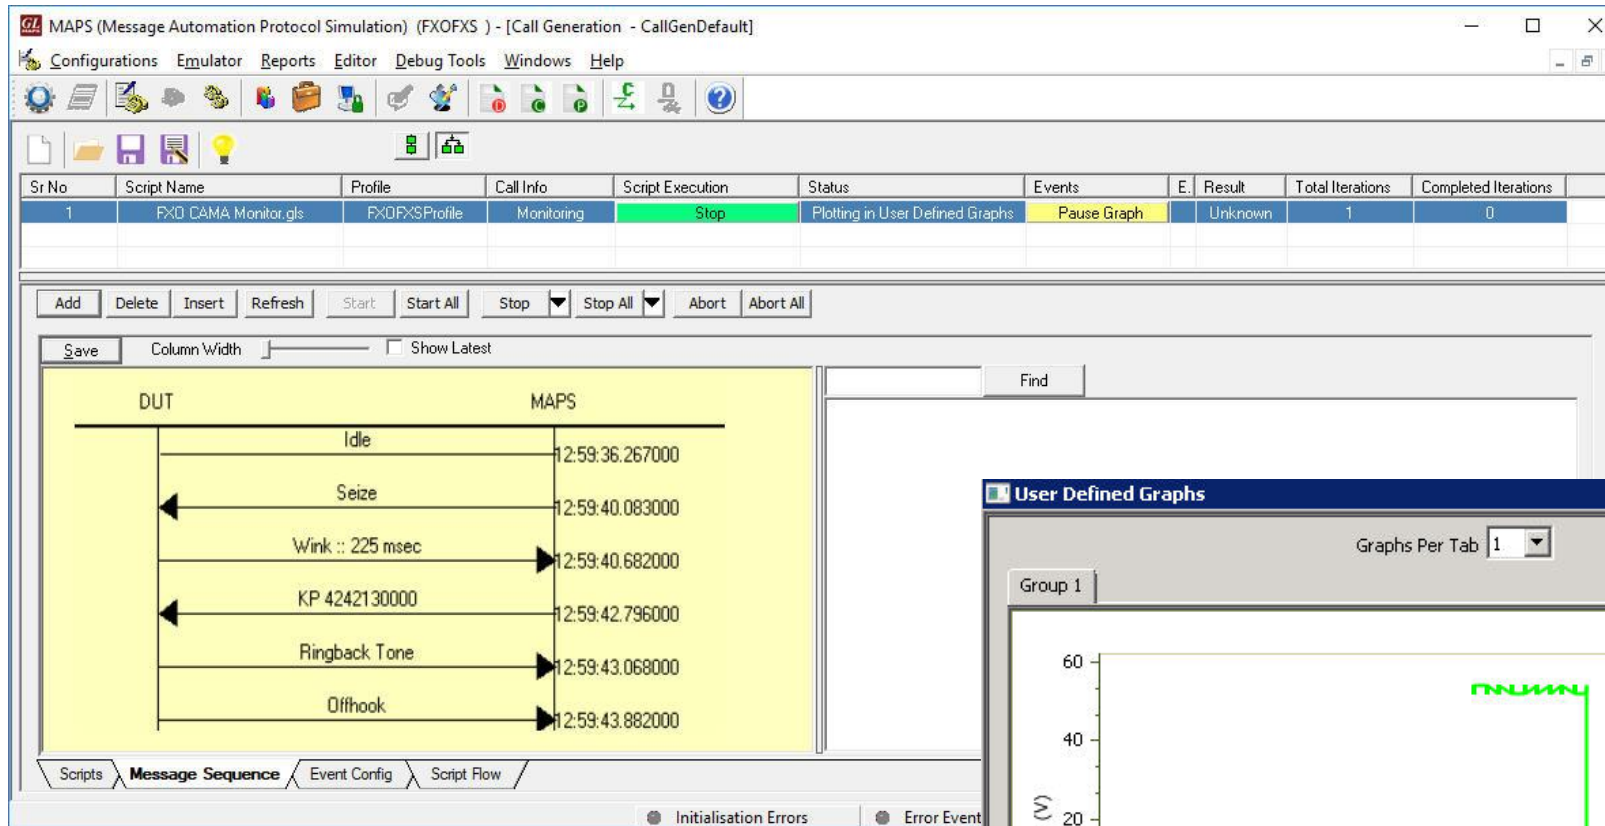 GL MAPS MAPS (Message Automation Protocol Simulation) (FXOFXS ) - [Call Generation - CallGenDefault]
Configurations Emulator Reports Editor Debug Tools Windows Help
Sr No Script Name Profile Call Info Script Execution Status Events E. Result Total Iterations Completed Iterations
1 FXO CAMA Monitor.gls FXOFXSProfile Monitoring Stop Plotting in User Defined Graphs Pause Graph Unknown 1 0
Add Delete Insert Refresh Start Start All Stop Stop All Abort Abort All
Save Column Width Show Latest
Find
DUT MAPS
Idle
12:59:36.267000
Seize
12:59:40.083000
Wink :: 225 msec
12:59:40.682000
KP 4242130000
12:59:42.796000
Ringback Tone
12:59:43.068000
Offhook
12:59:43.882000
Scripts Message Sequence Event Config Script Flow
Initialisation Errors Error Event
User Defined Graphs
Graphs Per Tab 1
Group 1
60
40
20
(V)